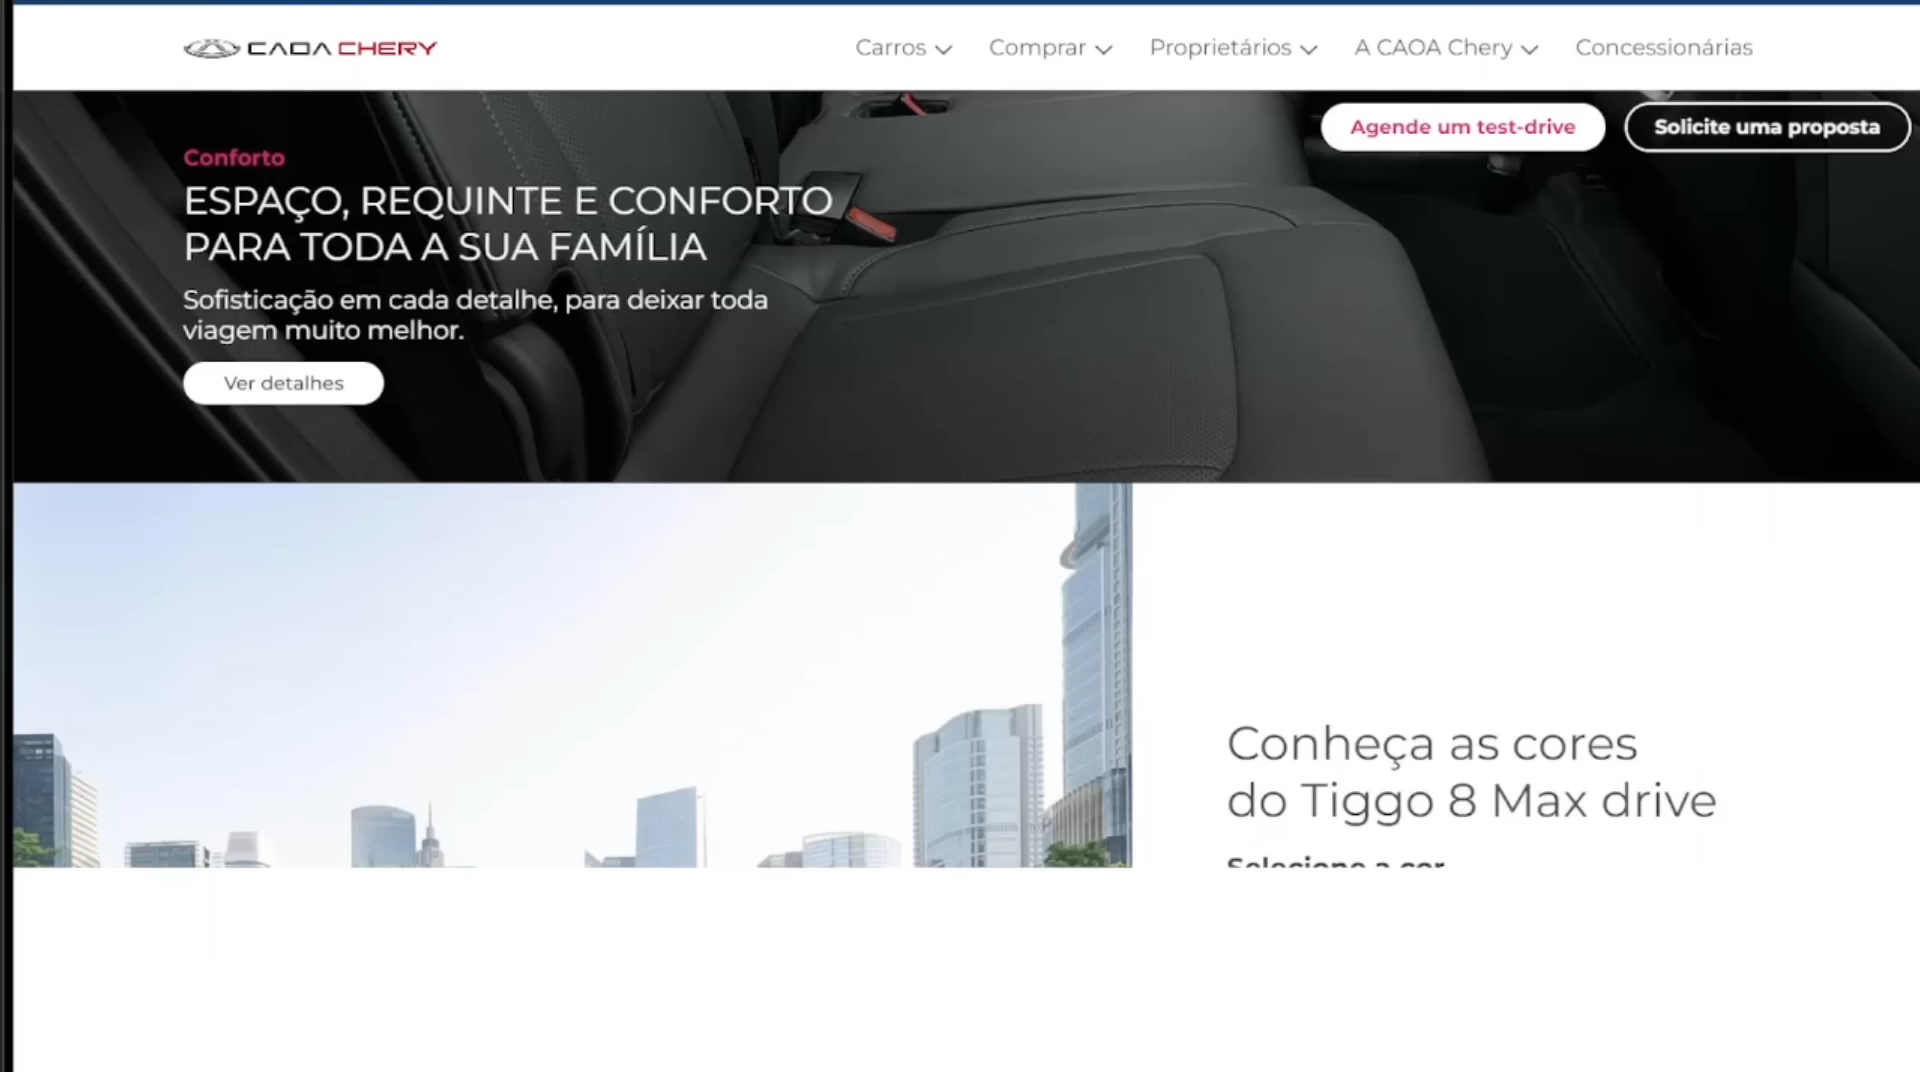 CAOA CHERY
Carros
Comprar
Proprietários
A CAOA Chery
Concessionárias
Agende um test-drive
Solicite uma proposta
Conforto
ESPAÇO, REQUINTE E CONFORTO
PARA TODA A SUA FAMÍLIA
Sofisticação em cada detalhe, para deixar toda
viagem muito melhor.
Ver detalhes
Conheça as cores
do Tiggo 8 Max drive
Selecione a cor